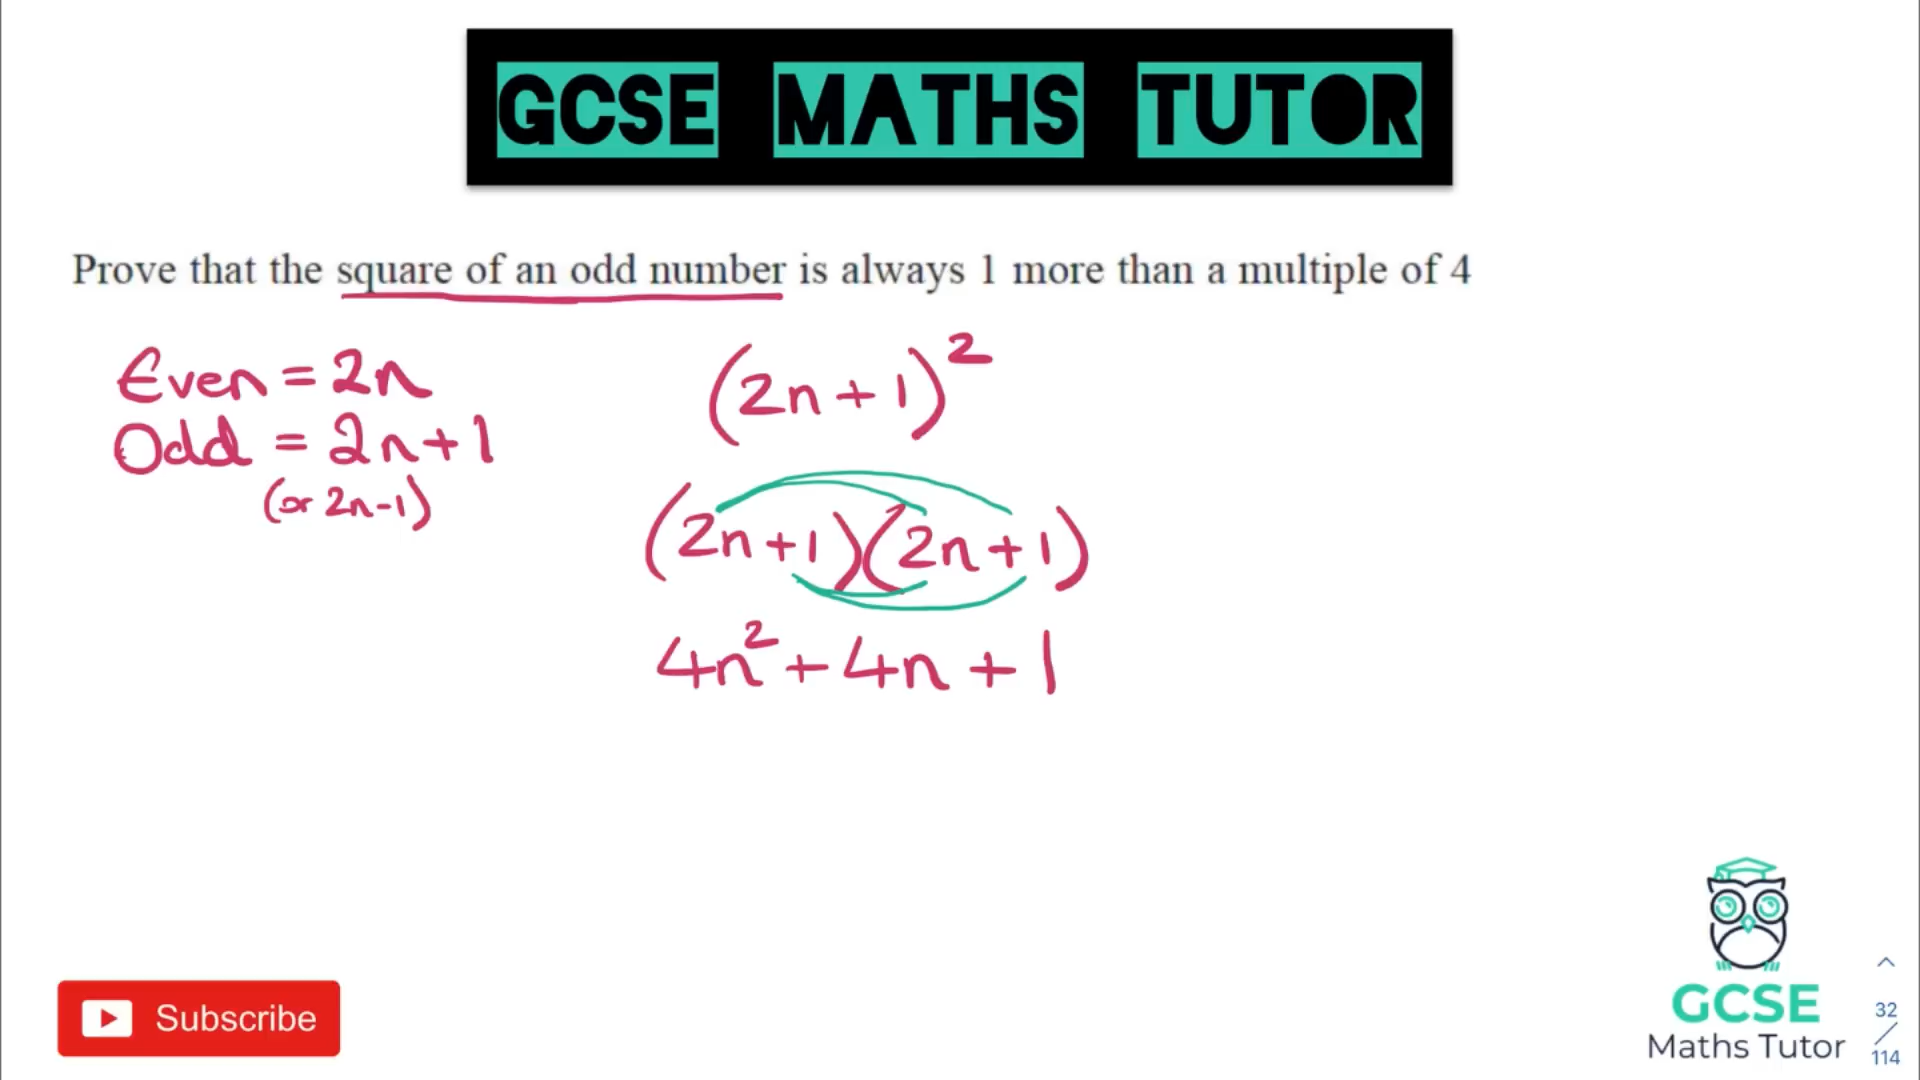 GCSE MATHS TUTOR
Prove that the square of an odd number is always 1 more than a multiple of 4
Even = 2n
Odd = 2n+1
(or 2n-1)
(2n+1)²
(2n+1)(2n+1)
4n²+4n+1
Subscribe
GCSE
Maths Tutor
32
/
114